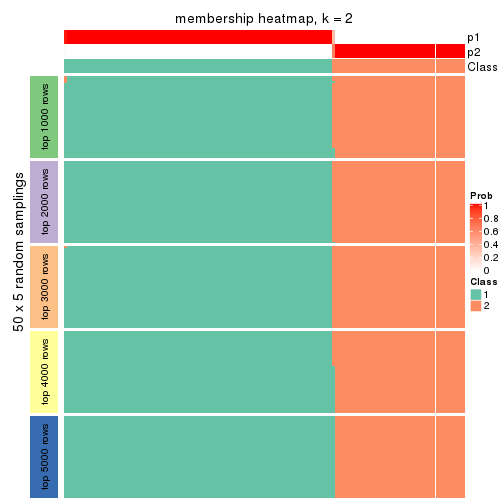 membership heatmap, k = 2
p1
p2
Class
50 x 5 random samplings
top 1000 rows
top 2000 rows
top 3000 rows
top 4000 rows
top 5000 rows
Prob
1
0.8
0.6
0.4
0.2
0
Class
1
2